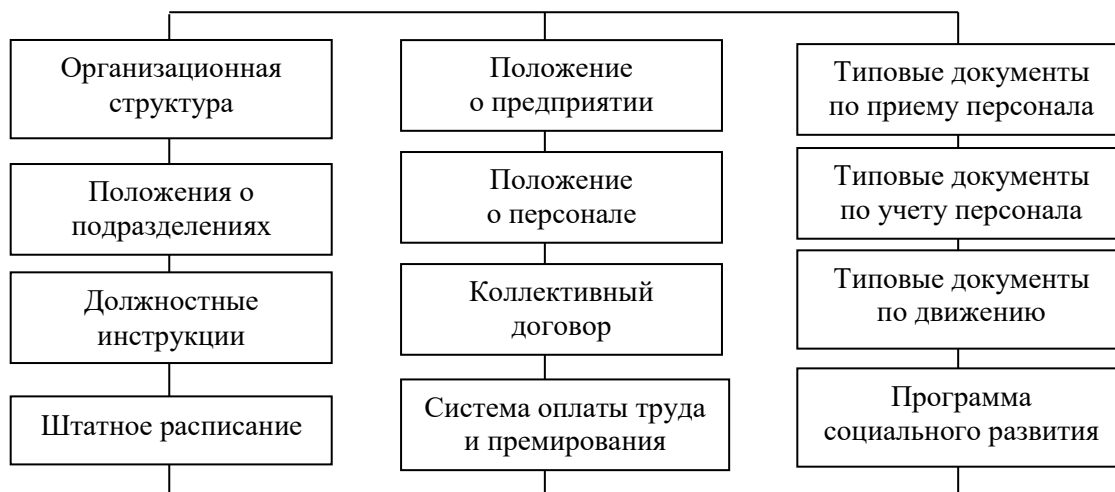 Организационная
структура
Положения о
подразделениях
Должностные
инструкции
Штатное расписание
Положение
о предприятии
Положение
о персонале
Коллективный
договор
Система оплаты труда
и премирования
Типовые документы
по приему персонала
Типовые документы
по учету персонала
Типовые документы
по движению
Программа
социального развития